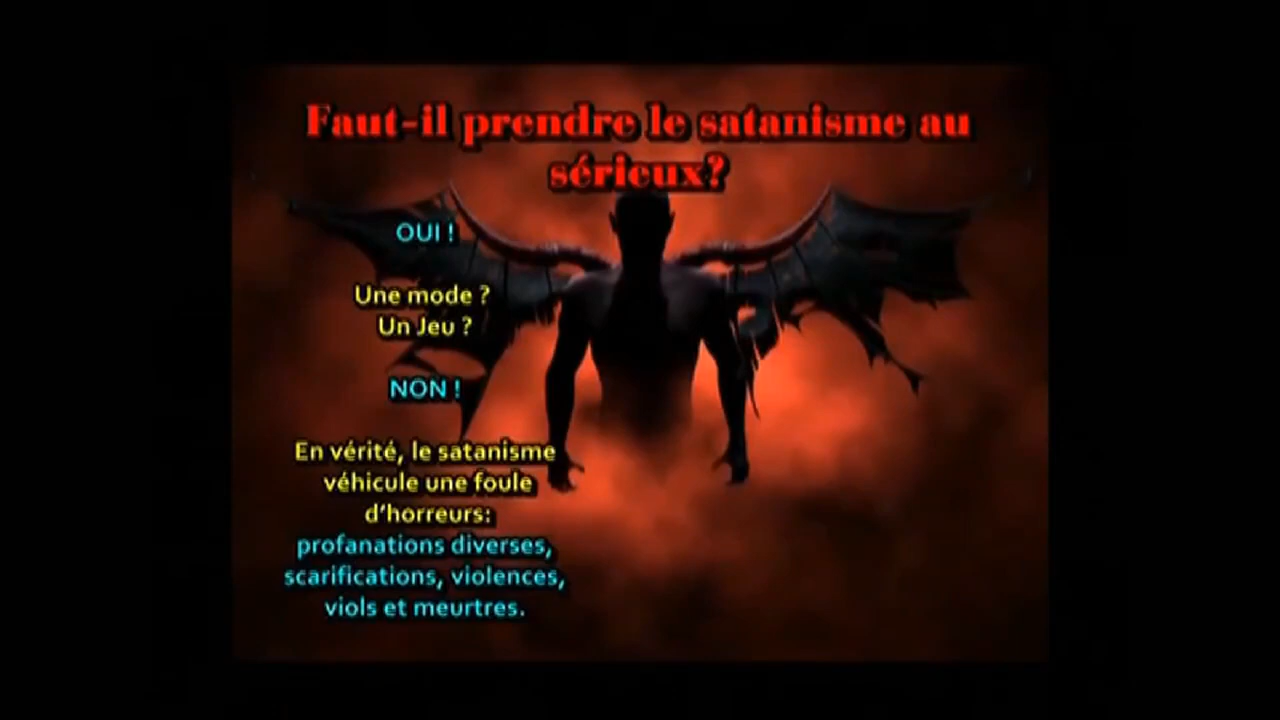 Faut-il prendre le satanisme au
sérieux?
OUI !
Une mode ?
Un Jeu ?
NON !
En vérité, le satanisme
véhicule une foule
d’horreurs:
profanations diverses,
scarifications, violences,
viols et meurtres.